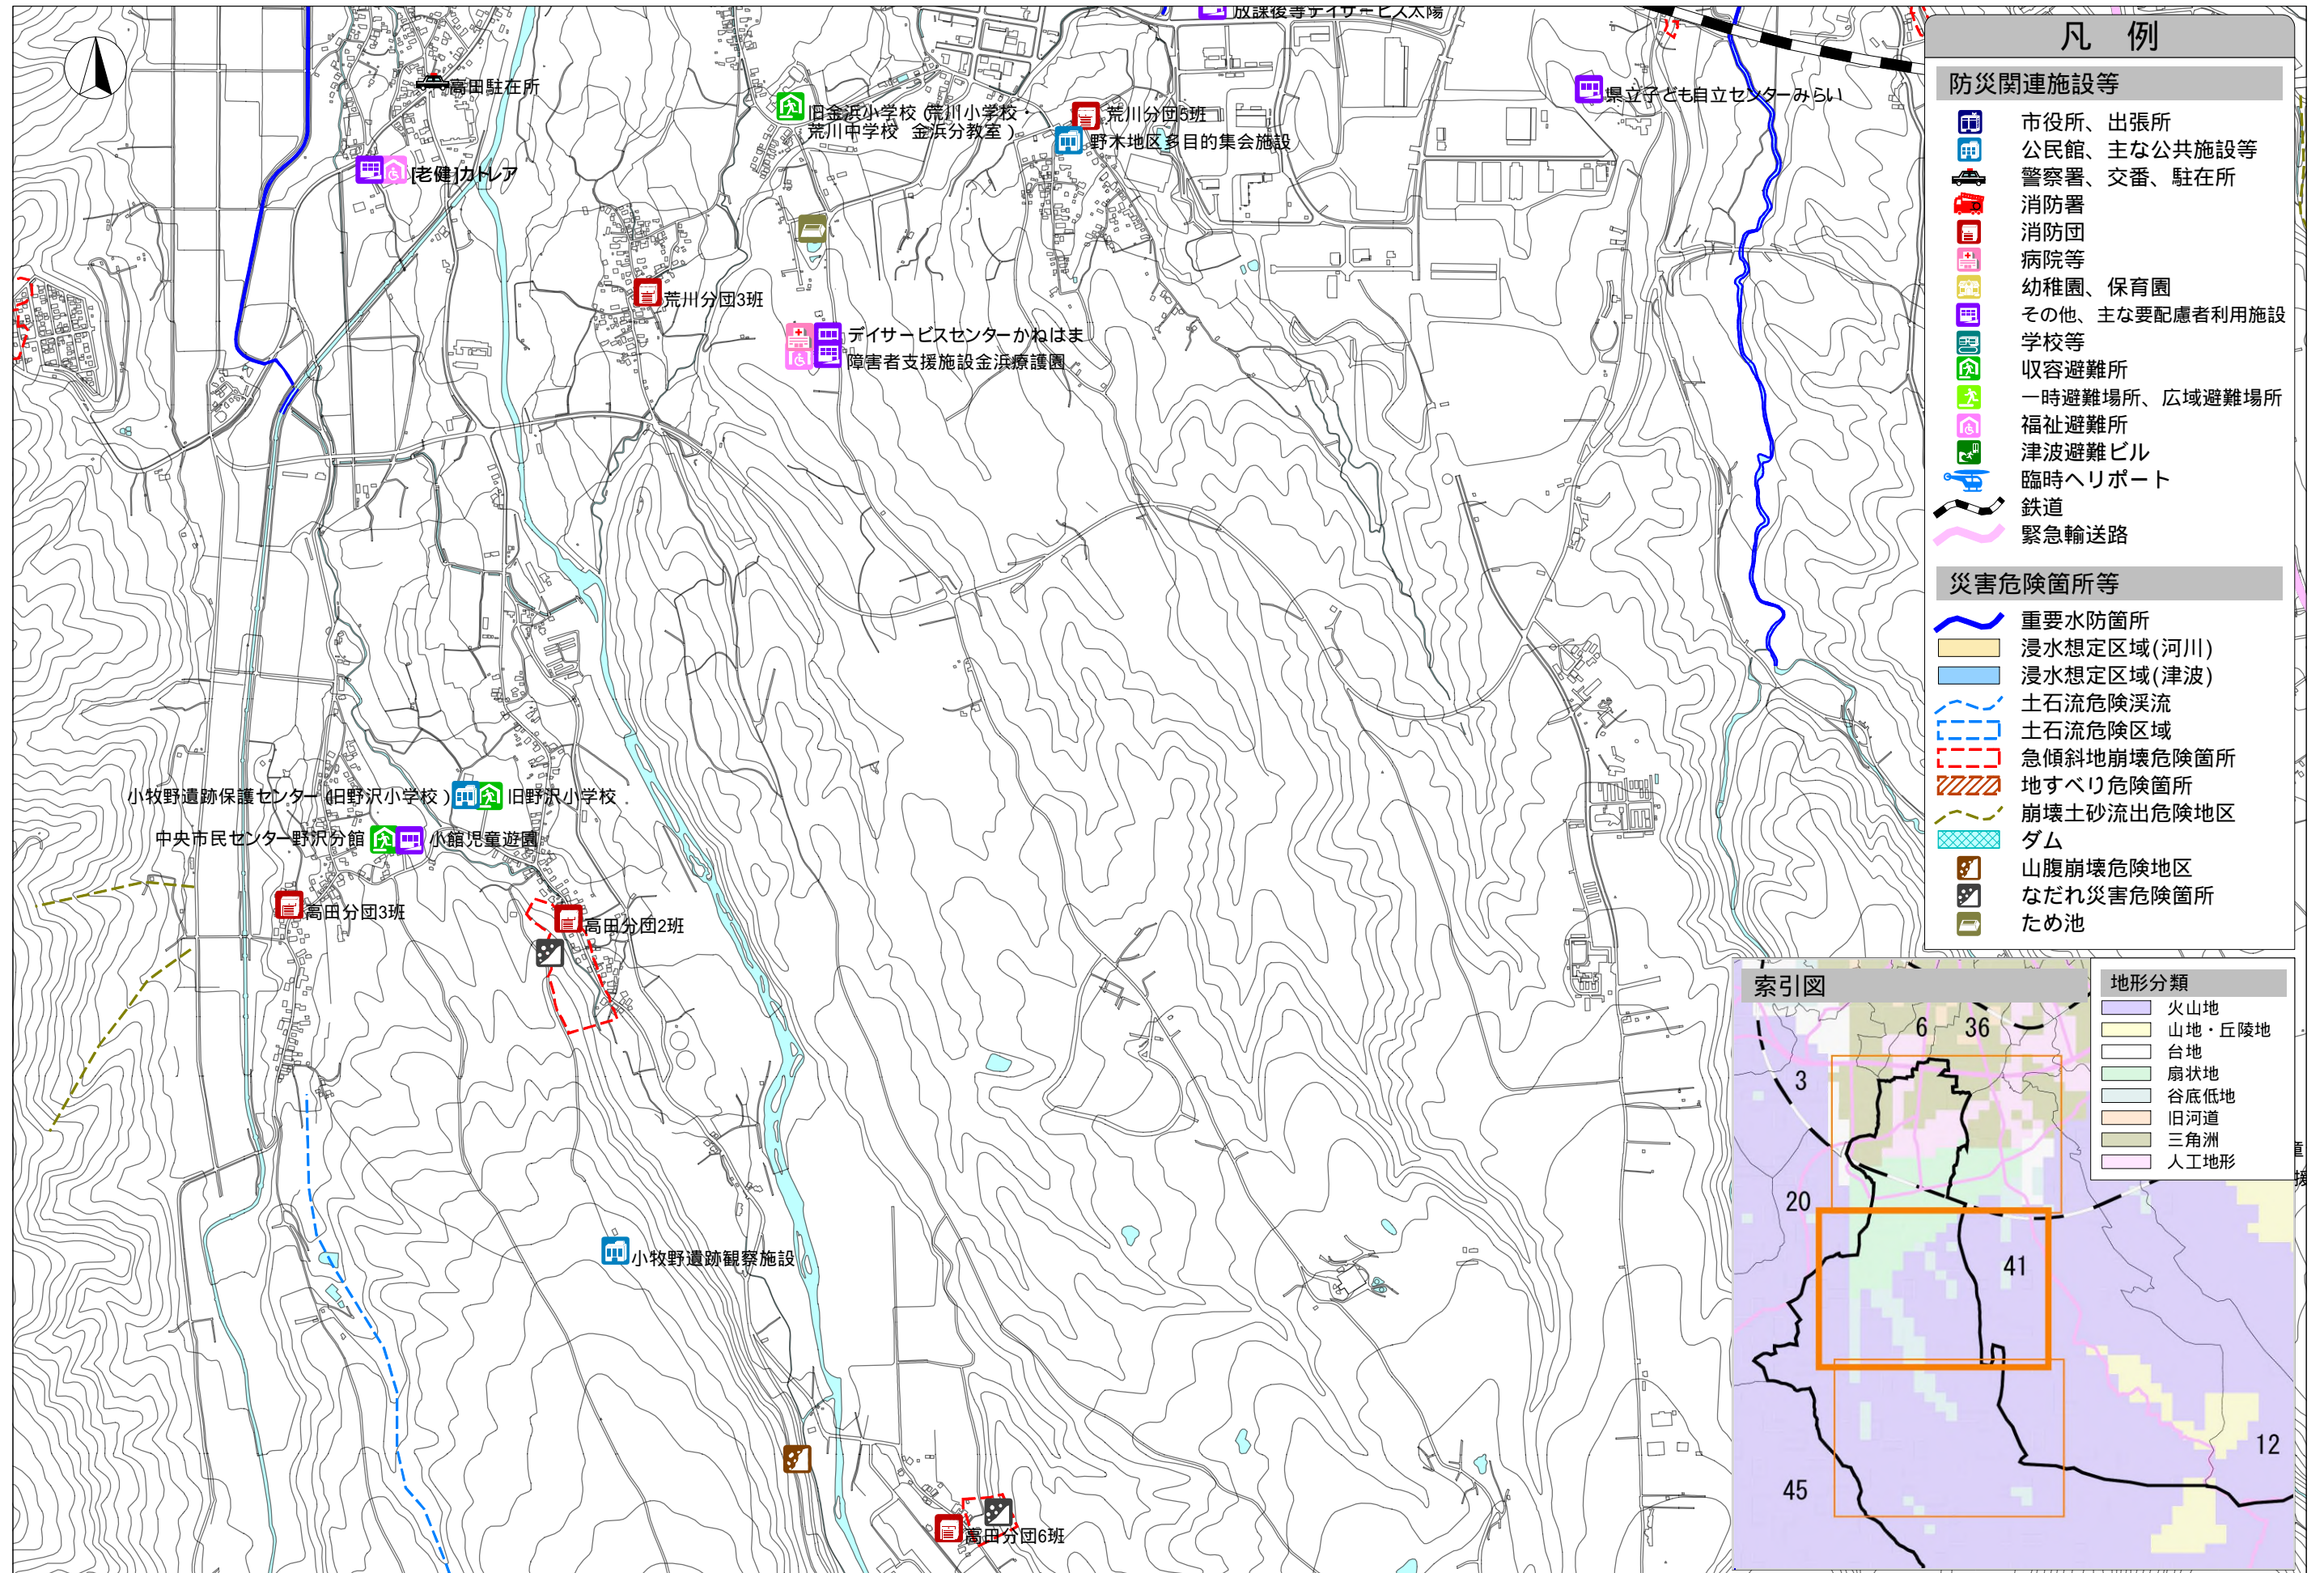 放課後等デイサービス太陽
高田駐在所
旧金浜小学校(荒川小学校・
荒川中学校 金浜分教室)
荒川分団5班
野木地区多目的集会施設
県立子ども自立センターみらい
[老健]カトレア
荒川分団3班
デイサービスセンターかねはま
障害者支援施設金浜療護園
小牧野遺跡保護センター(旧野沢小学校)
旧野沢小学校
中央市民センター野沢分館
小館児童遊園
高田分団3班
高田分団2班
小牧野遺跡観察施設
高田分団6班
凡 例
防災関連施設等
市役所、出張所
公民館、主な公共施設等
警察署、交番、駐在所
消防署
消防団
病院等
幼稚園、保育園
その他、主な要配慮者利用施設
学校等
収容避難所
一時避難場所、広域避難場所
福祉避難所
津波避難ビル
臨時ヘリポート
鉄道
緊急輸送路
災害危険箇所等
重要水防箇所
浸水想定区域(河川)
浸水想定区域(津波)
土石流危険渓流
土石流危険区域
急傾斜地崩壊危険箇所
地すべり危険箇所
崩壊土砂流出危険地区
ダム
山腹崩壊危険地区
なだれ災害危険箇所
ため池
索引図
6
36
3
20
41
12
45
地形分類
火山地
山地・丘陵地
台地
扇状地
谷底低地
旧河道
三角洲
人工地形